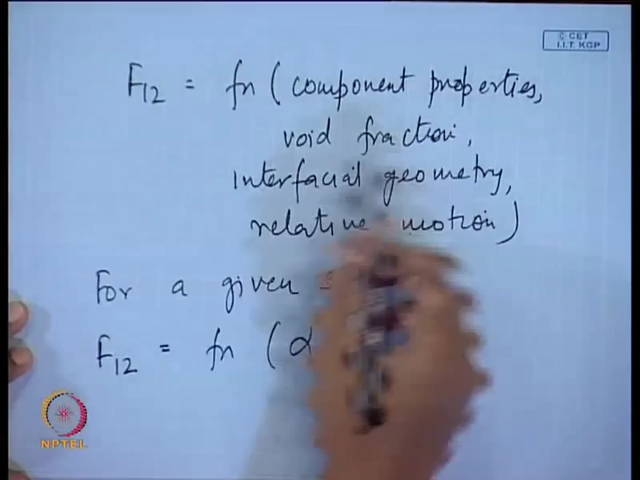 © CET
I.I.T. KGP
F12 = fn (component properties,
void fraction,
interfacial geometry,
relative motion)
For a given
F12 = fn (α
NPTEL